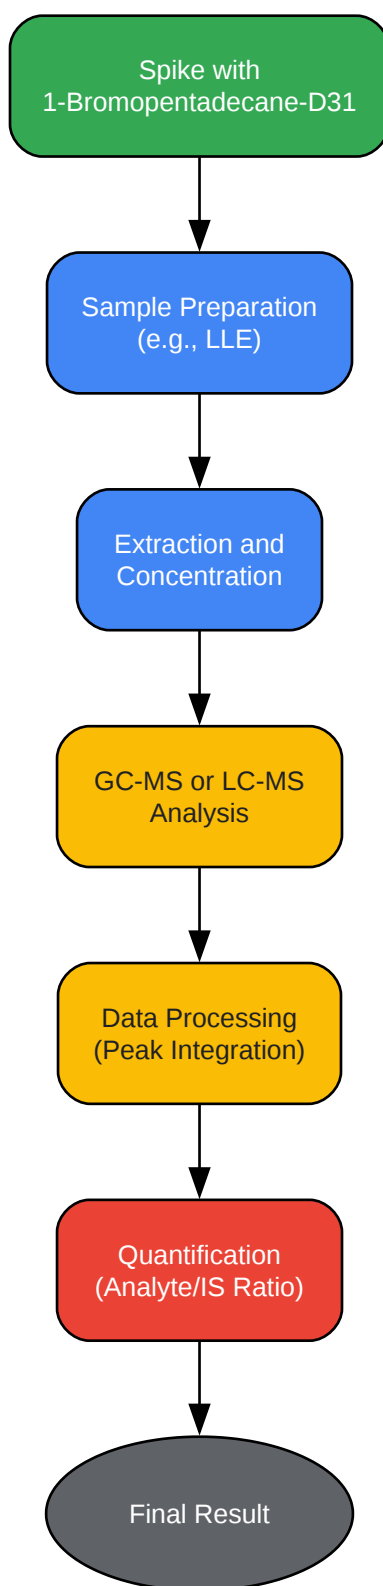 Spike with
1-Bromopentadecane-D31
Sample Preparation
(e.g., LLE)
Extraction and
Concentration
GC-MS or LC-MS
Analysis
Data Processing
(Peak Integration)
Quantification
(Analyte/IS Ratio)
Final Result